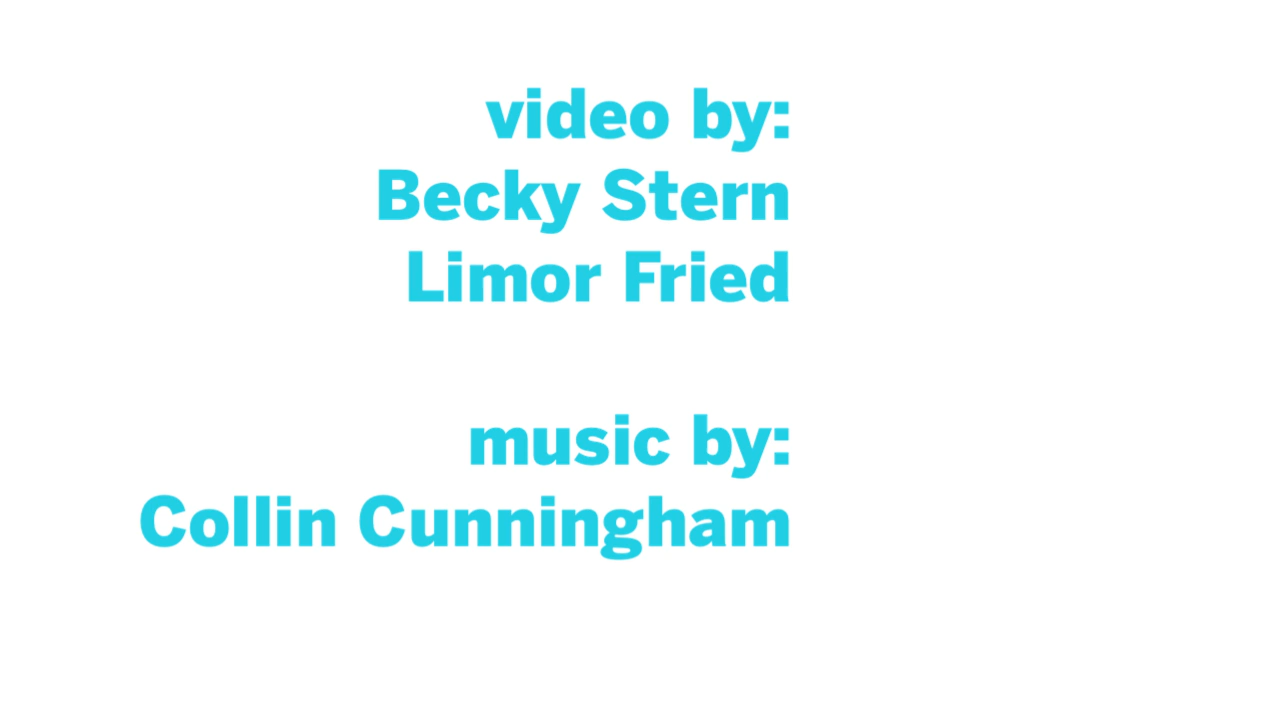 video by:
Becky Stern
Limor Fried
music by:
Collin Cunningham